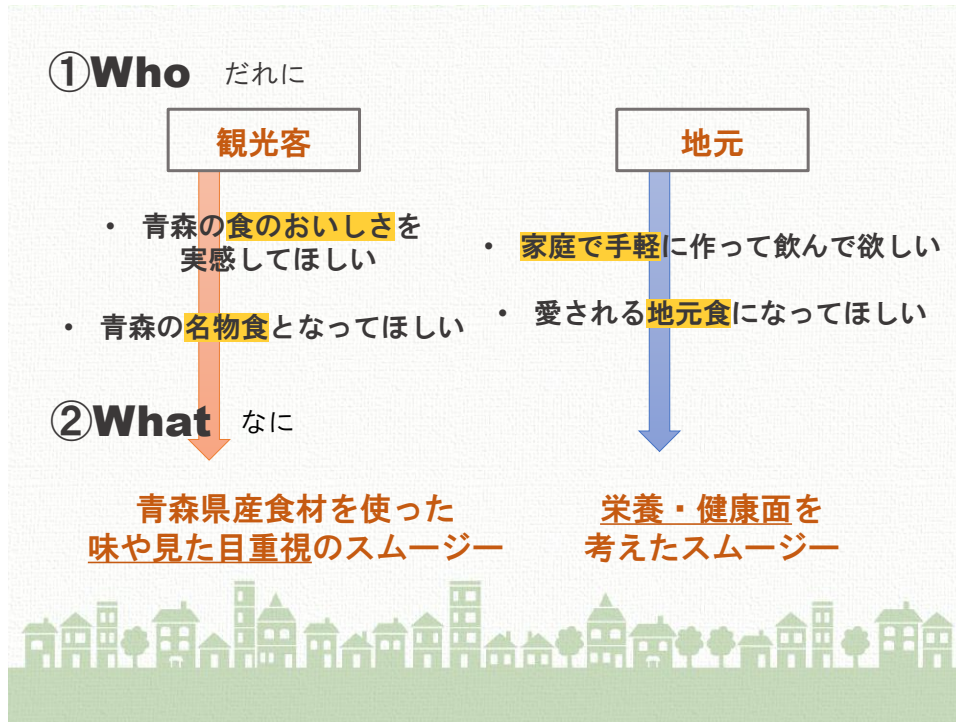 ①Who だれに
観光客
・ 青森の食のおいしさを
実感してほしい
・ 青森の名物食となってほしい
地元
・ 家庭で手軽に作って飲んで欲しい
・ 愛される地元食になってほしい
②What なに
青森県産食材を使った
味や見た目重視のスムージー
栄養・健康面を
考えたスムージー